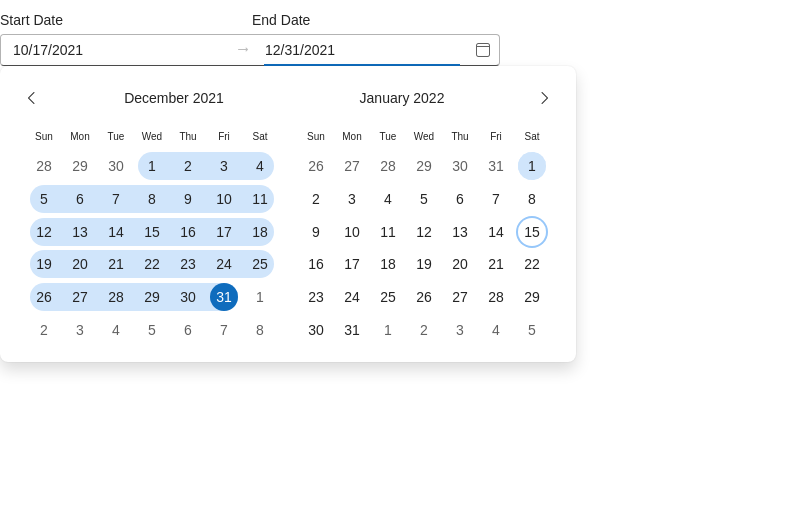 Start Date End Date
10/17/2021 → 12/31/2021
December 2021 January 2022
Sun Mon Tue Wed Thu Fri Sat Sun Mon Tue Wed Thu Fri Sat
28 29 30 1 2 3 4 26 27 28 29 30 31 1
5 6 7 8 9 10 11 2 3 4 5 6 7 8
12 13 14 15 16 17 18 9 10 11 12 13 14 15
19 20 21 22 23 24 25 16 17 18 19 20 21 22
26 27 28 29 30 31 1 23 24 25 26 27 28 29
2 3 4 5 6 7 8 30 31 1 2 3 4 5